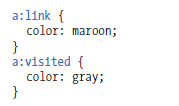 a:link {
  color: maroon;
}
a:visited {
  color: gray;
}